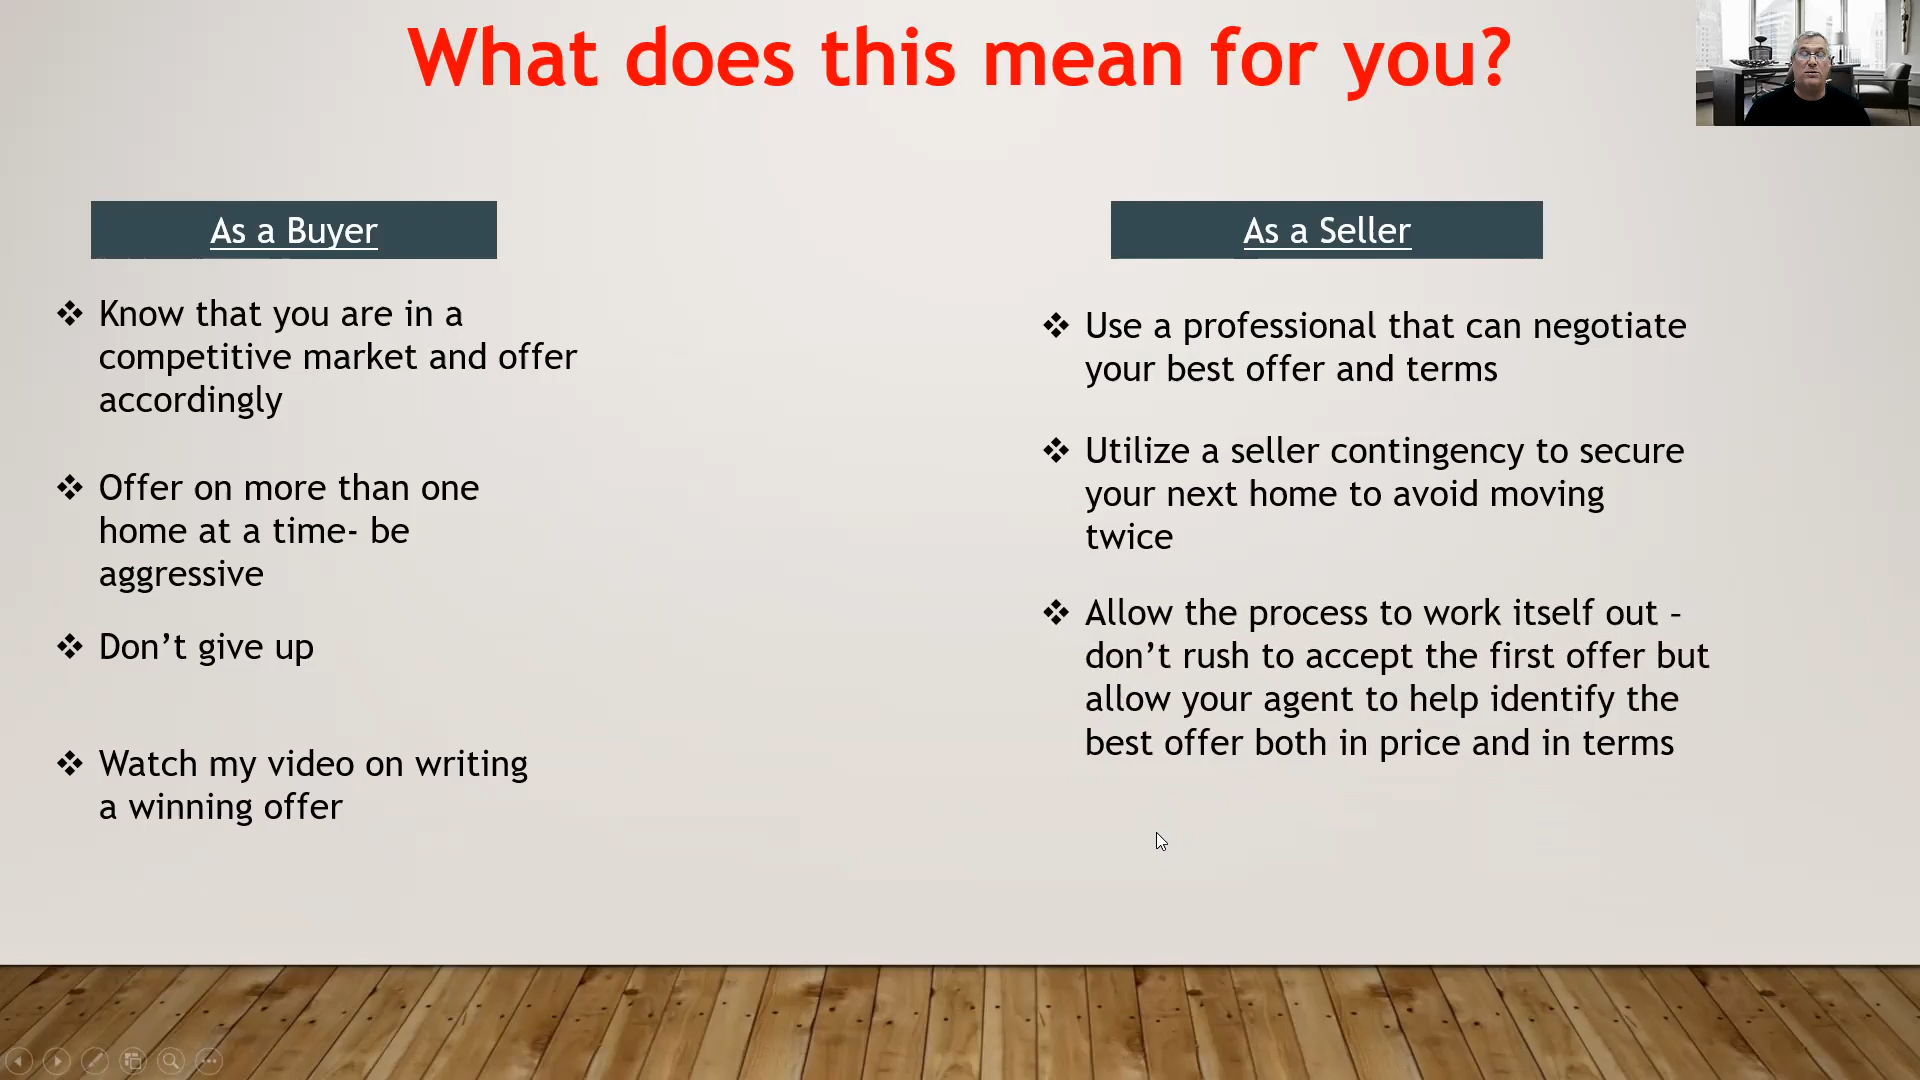 What does this mean for you?
As a Buyer
Know that you are in a
competitive market and offer
accordingly
Offer on more than one
home at a time- be
aggressive
Don’t give up
Watch my video on writing
a winning offer
As a Seller
Use a professional that can negotiate
your best offer and terms
Utilize a seller contingency to secure
your next home to avoid moving
twice
Allow the process to work itself out –
don’t rush to accept the first offer but
allow your agent to help identify the
best offer both in price and in terms